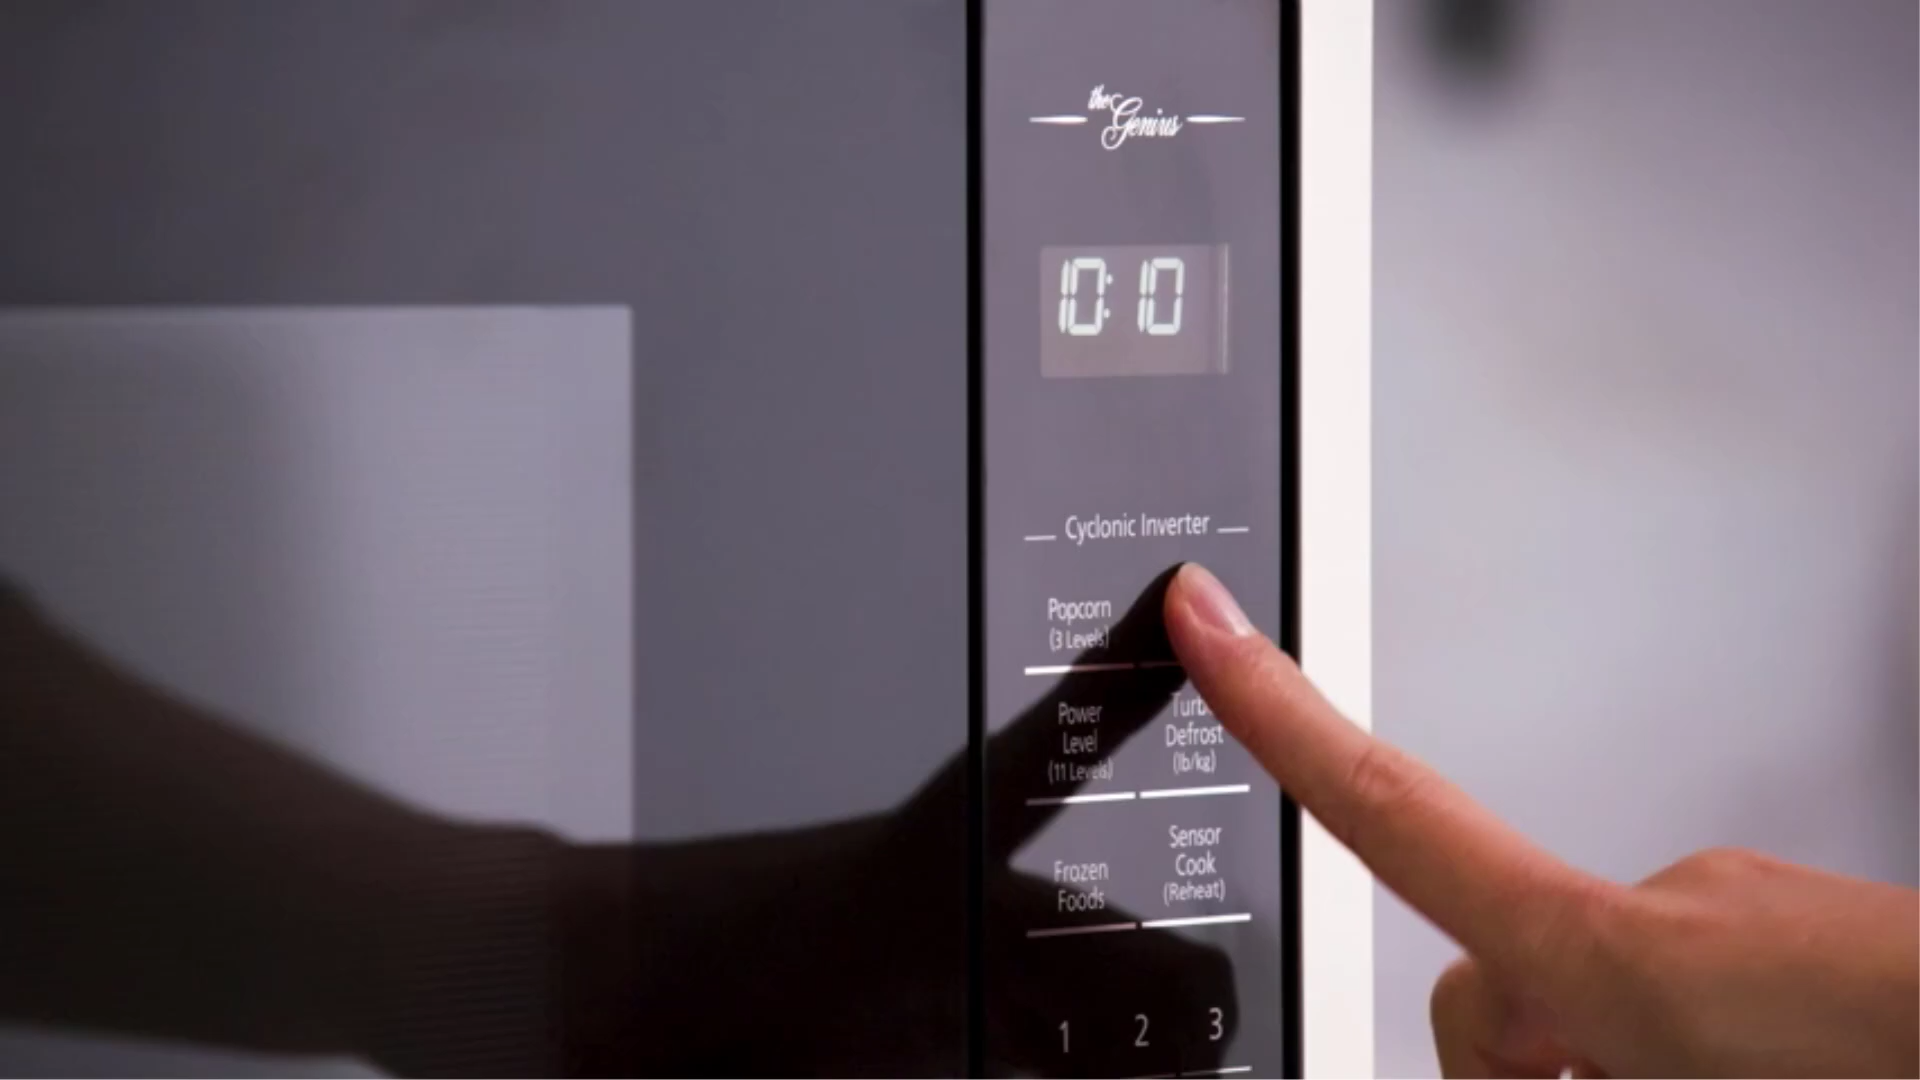 the
Genius
10:10
Cyclonic Inverter
Popcorn
(3 Levels)
Power
Level
(11 Levels)
Defrost
(lb/kg)
Frozen
Foods
Sensor
Cook
(Reheat)
1 2 3